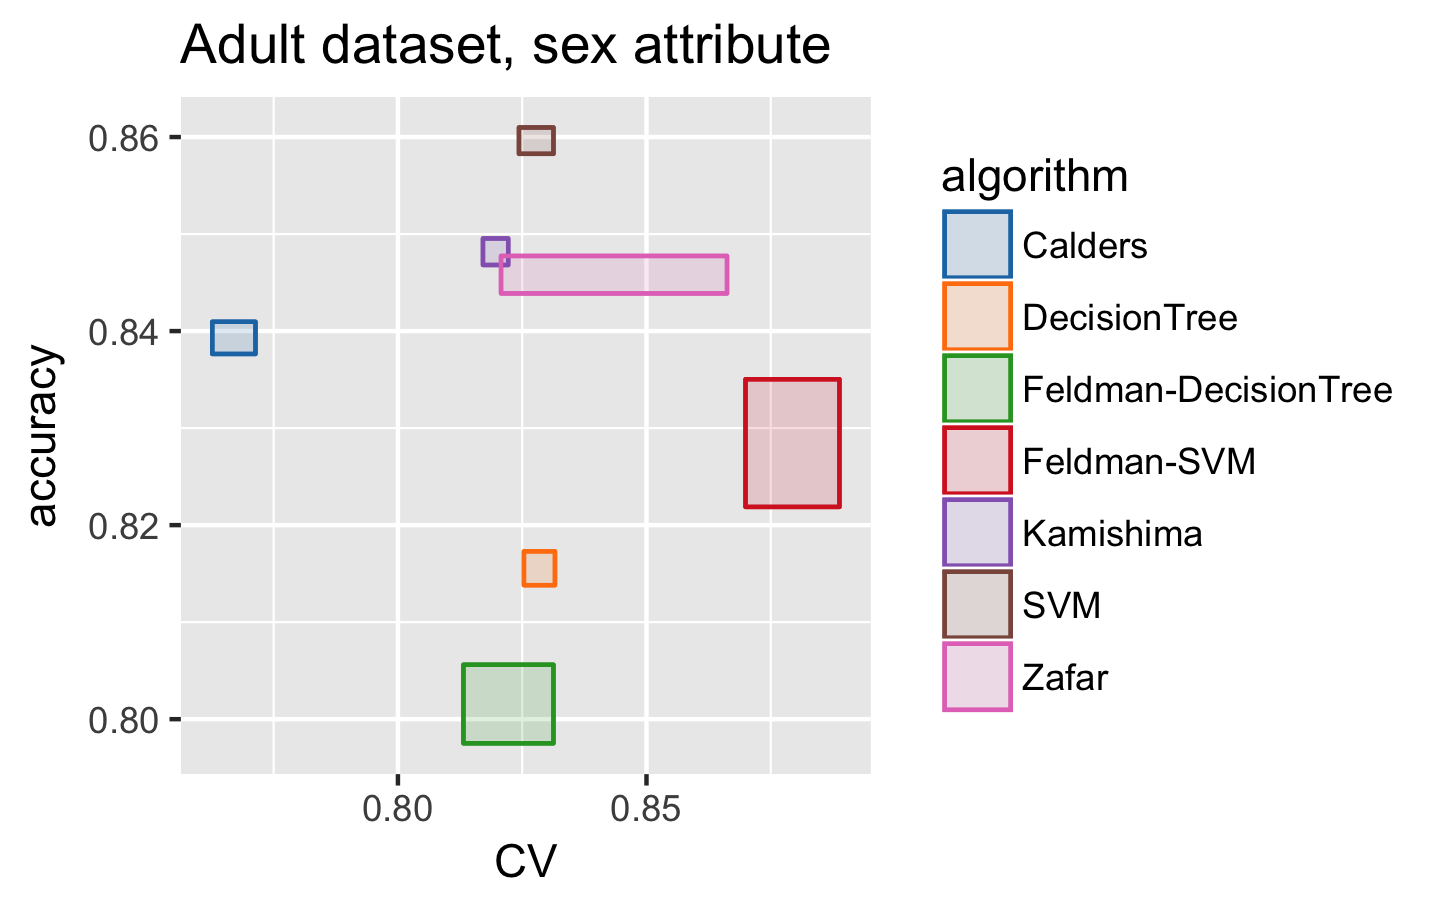 Adult dataset, sex attribute
0.86
0.84
0.82
0.80
accuracy
0.80
0.85
CV
algorithm
Calders
DecisionTree
Feldman-DecisionTree
Feldman-SVM
Kamishima
SVM
Zafar